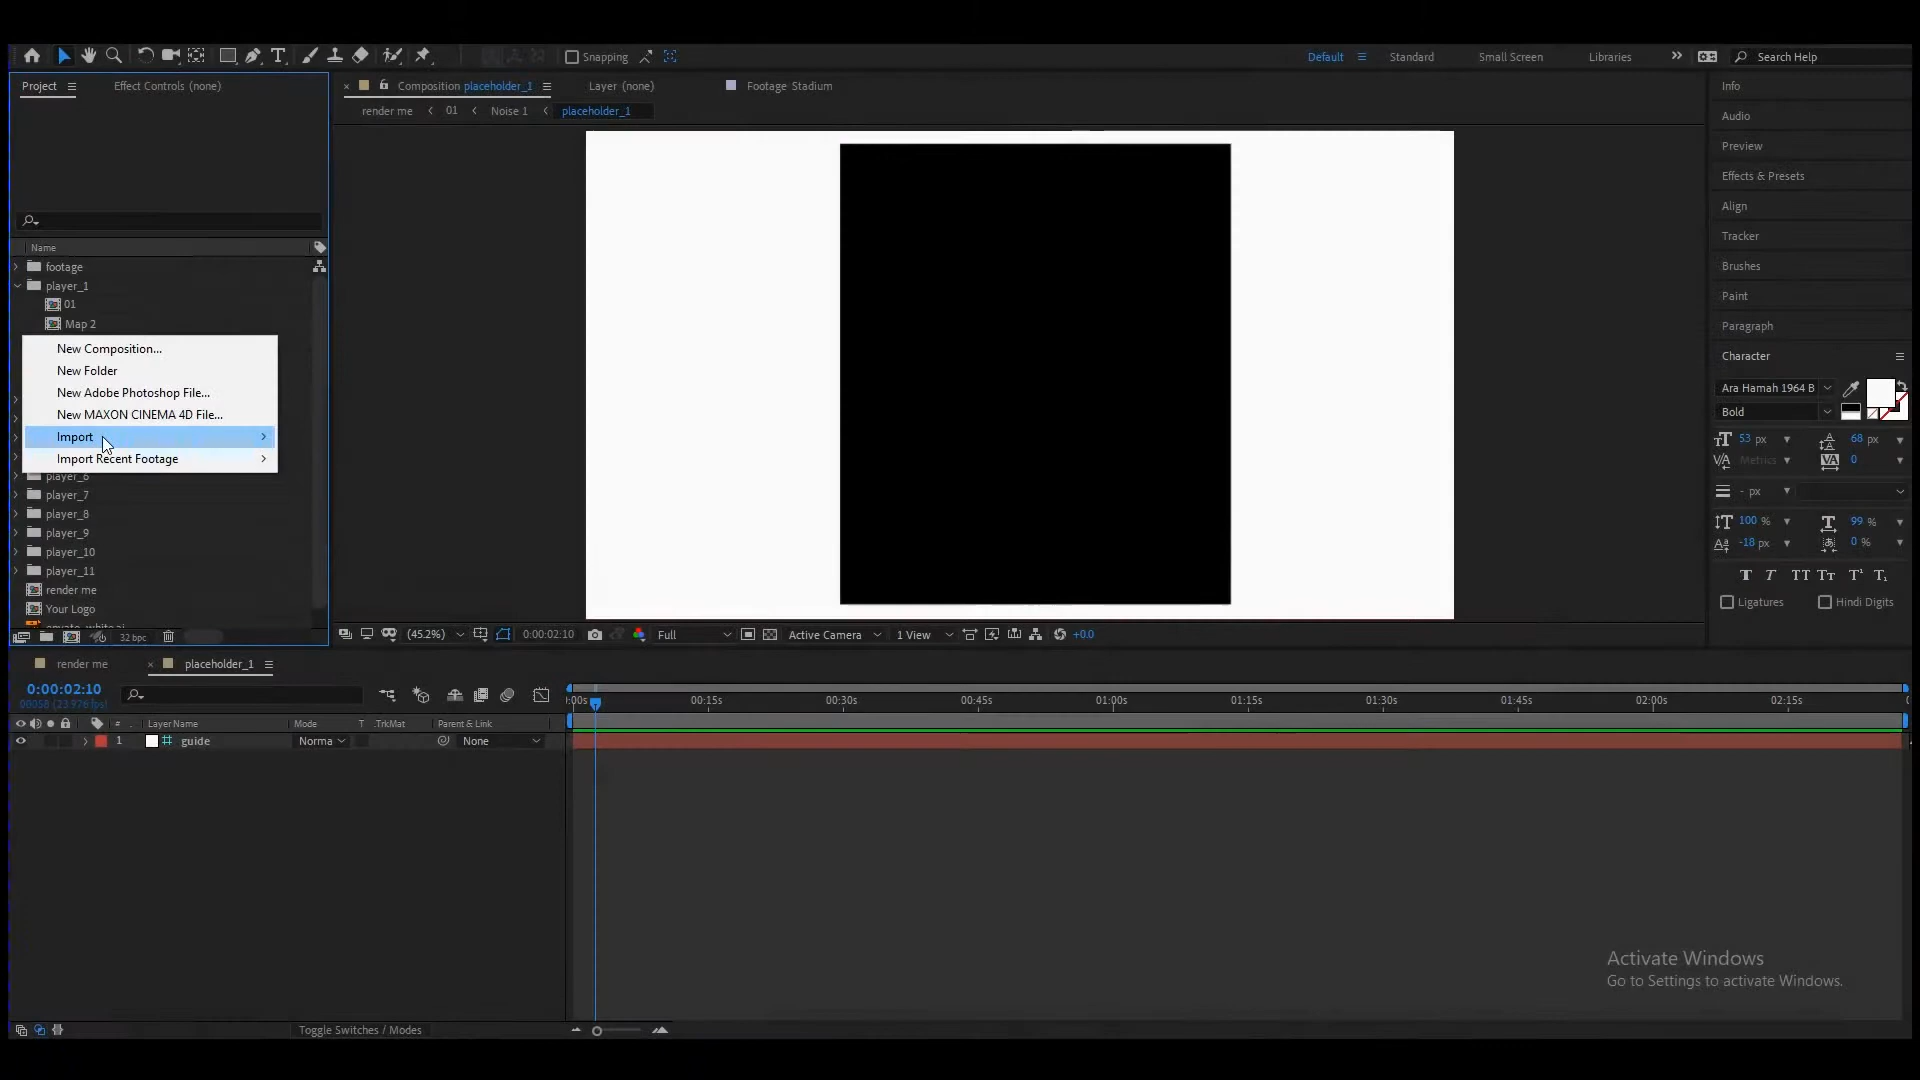 Snapping
Default
Standard
Small Screen
Libraries
Search Help
Project
Effect Controls (none)
Composition placeholder_1
Layer (none)
Footage Stadium
render me
01
Noise 1
placeholder_1
Info
Audio
Preview
Effects & Presets
Align
Tracker
Brushes
Paint
Paragraph
Character
Ara Hamah 1964 B
Bold
53 px
68 px
Metrics
0
- px
100 %
99 %
-18 px
0 %
Ligatures
Hindi Digits
Name
footage
player_1
01
Map 2
New Composition...
New Folder
New Adobe Photoshop File...
New MAXON CINEMA 4D File...
Import
Import Recent Footage
player_6
player_7
player_8
player_9
player_10
player_11
render me
Your Logo
32 bpc
(45.2%)
0:00:02:10
Full
Active Camera
1 View
+0.0
render me
placeholder_1
0:00:02:10
00058 (23.976 fps)
:00s
00:15s
00:30s
00:45s
01:00s
01:15s
01:30s
01:45s
02:00s
02:15s
#
Layer Name
Mode
T
.TrkMat
Parent & Link
1
guide
Norma
None
Activate Windows
Go to Settings to activate Windows.
Toggle Switches / Modes